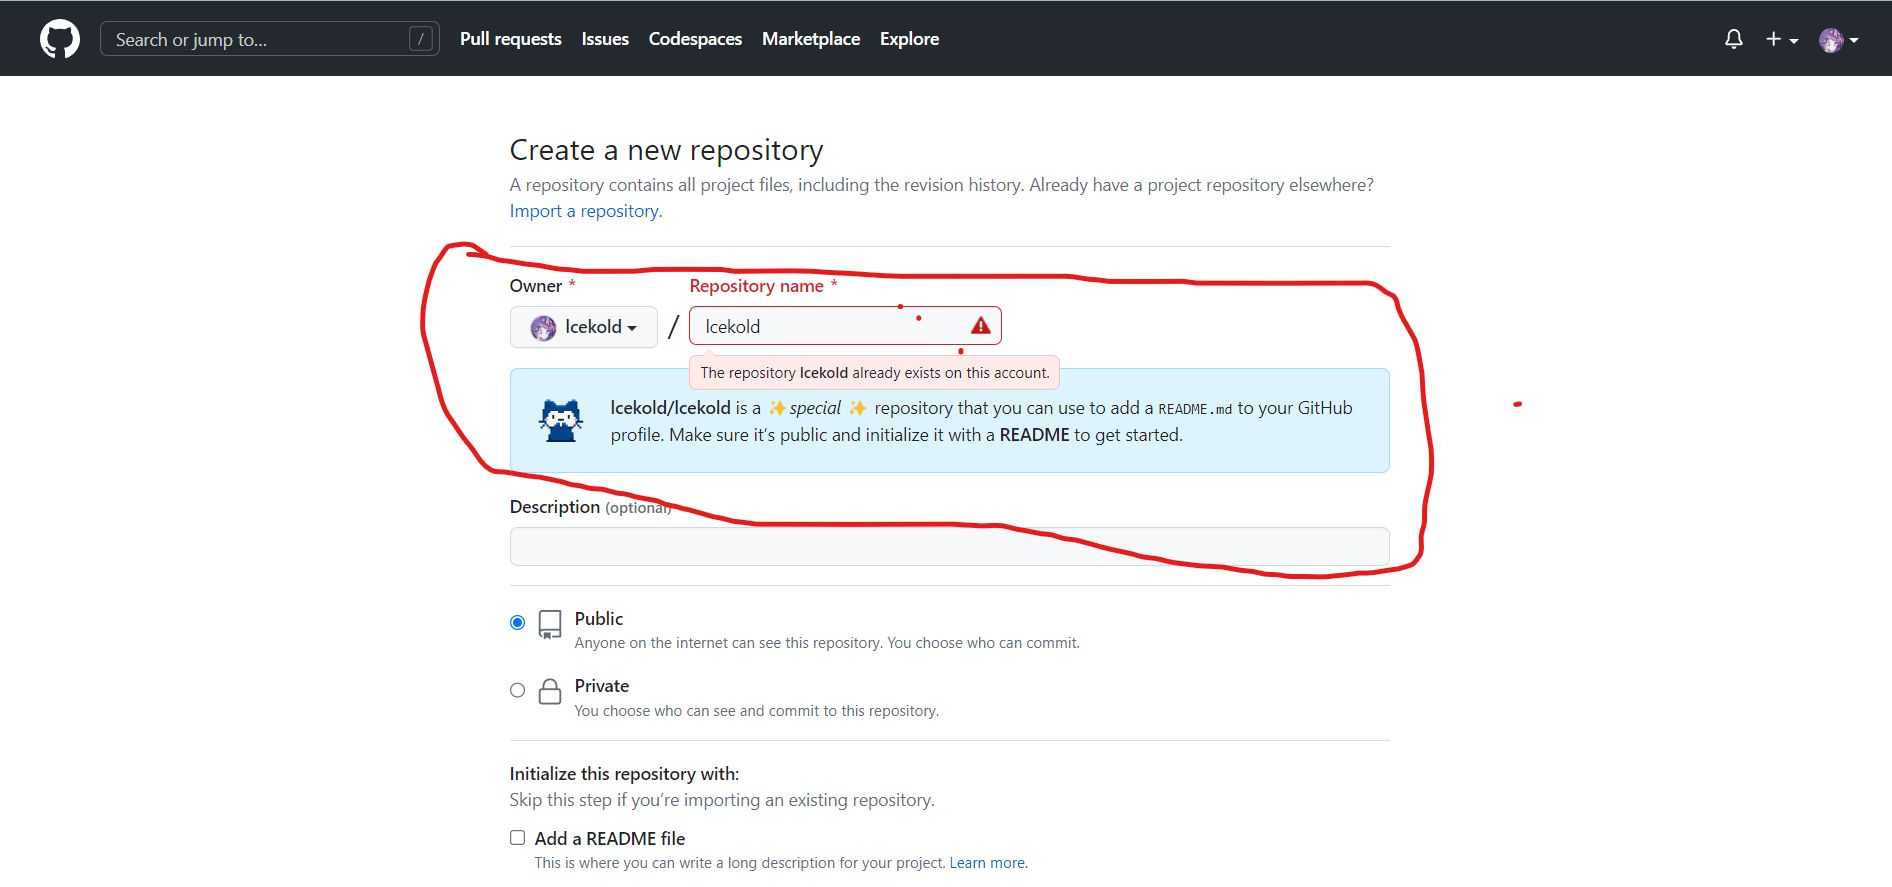 Search or jump to... /
Pull requests Issues Codespaces Marketplace Explore
Create a new repository
A repository contains all project files, including the revision history. Already have a project repository elsewhere?
Import a repository.
Owner * Repository name *
Icekold / Icekold
The repository Icekold already exists on this account.
Icekold/Icekold is a ✨special ✨ repository that you can use to add a README.md to your GitHub
profile. Make sure it’s public and initialize it with a README to get started.
Description (optional)
Public
Anyone on the internet can see this repository. You choose who can commit.
Private
You choose who can see and commit to this repository.
Initialize this repository with:
Skip this step if you’re importing an existing repository.
Add a README file
This is where you can write a long description for your project. Learn more.